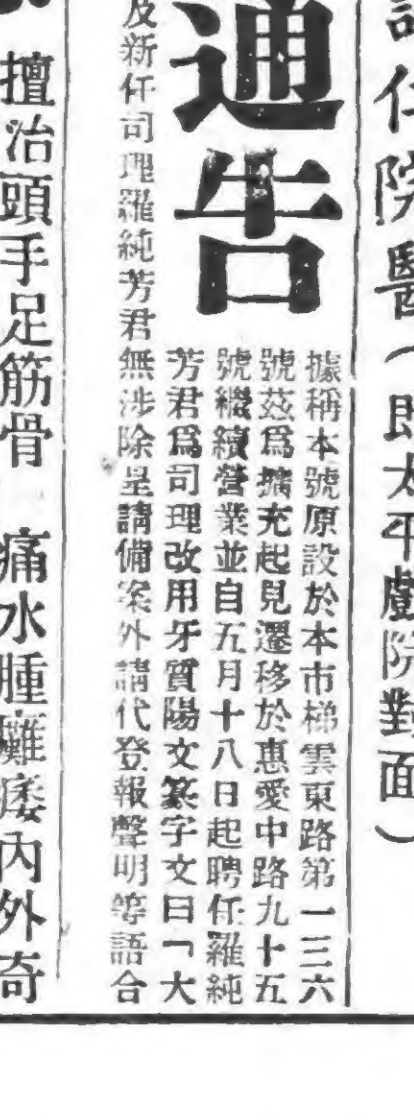 院醫（即太平戲院對面）
通告
據稱本號原設於本市梯雲東路第一三六
號茲為擴充起見遷移於惠愛中路九十五
號繼續營業並自五月十八日起聘任羅純
芳君爲司理改用牙質陽文篆字文曰「大
及新任司理羅純芳君無涉除呈請備案外請代登報聲明等語合
擅治頭手足筋骨 痛水腫癱痿內外奇